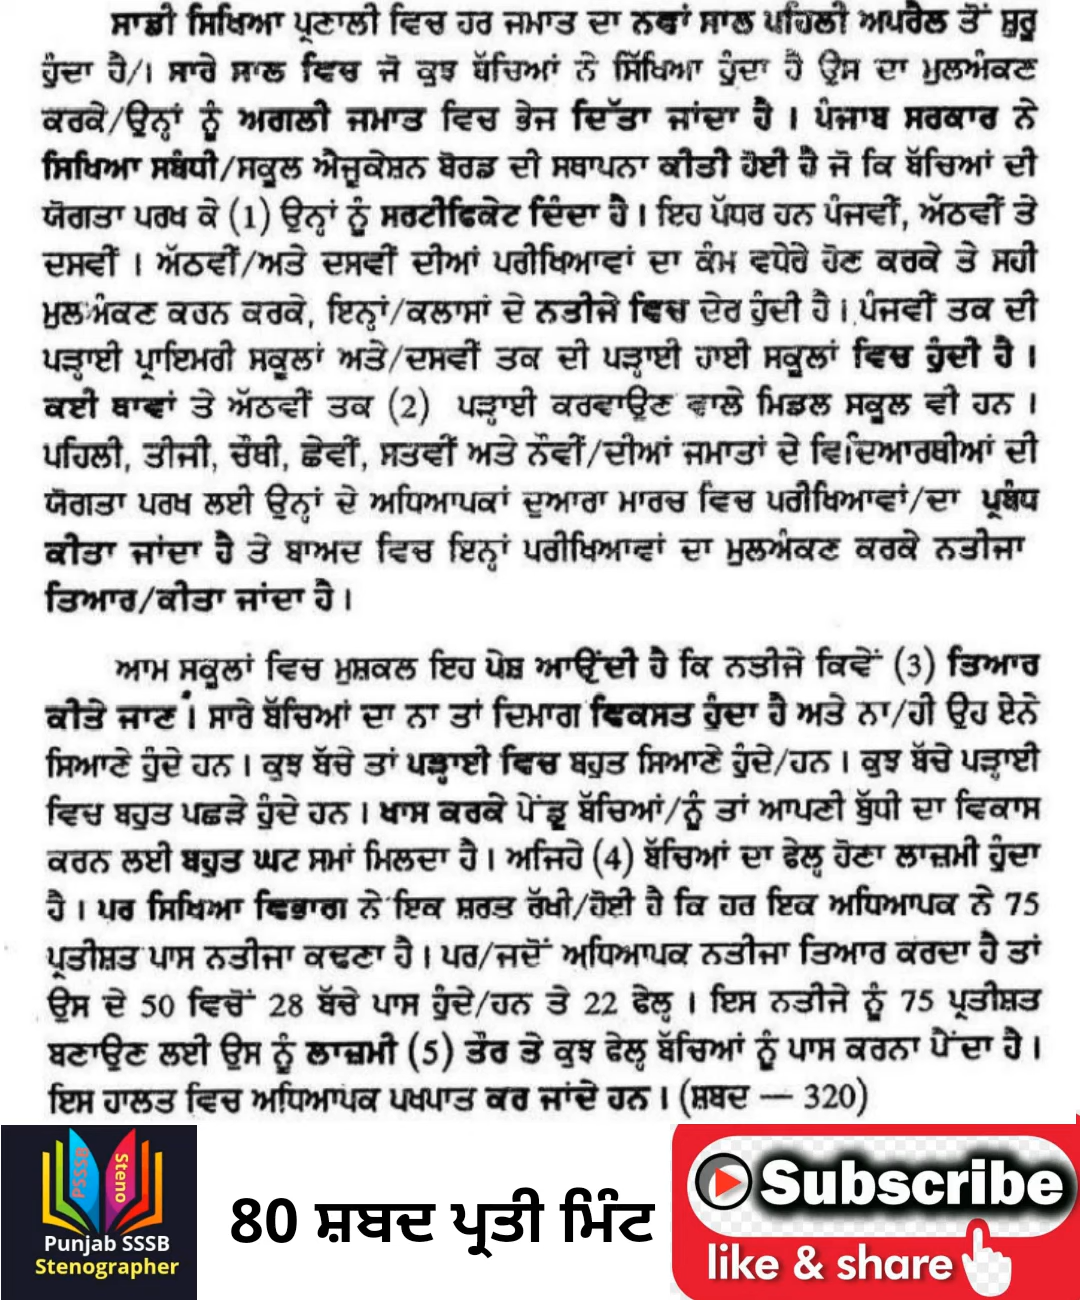 ਸਾਡੀ ਸਿਖਿਆ ਪ੍ਰਣਾਲੀ ਵਿਚ ਹਰ ਜਮਾਤ ਦਾ ਨਵਾਂ ਸਾਲ ਪਹਿਲੀ ਅਪਰੈਲ ਤੋਂ ਸ਼ੁਰੂ
ਹੁੰਦਾ ਹੈ/। ਸਾਰੇ ਸਾਲ ਵਿਚ ਜੋ ਕੁਝ ਬੱਚਿਆਂ ਨੇ ਸਿੱਖਿਆ ਹੁੰਦਾ ਹੈ ਉਸ ਦਾ ਮੁਲਅੰਕਣ
ਕਰਕੇ/ਉਨ੍ਹਾਂ ਨੂੰ ਅਗਲੀ ਜਮਾਤ ਵਿਚ ਭੇਜ ਦਿੱਤਾ ਜਾਂਦਾ ਹੈ । ਪੰਜਾਬ ਸਰਕਾਰ ਨੇ
ਸਿਖਿਆ ਸਬੰਧੀ/ਸਕੂਲ ਐਜੂਕੇਸ਼ਨ ਬੋਰਡ ਦੀ ਸਥਾਪਨਾ ਕੀਤੀ ਹੋਈ ਹੈ ਜੋ ਕਿ ਬੱਚਿਆਂ ਦੀ
ਯੋਗਤਾ ਪਰਖ ਕੇ (1) ਉਨ੍ਹਾਂ ਨੂੰ ਸਰਟੀਫਿਕੇਟ ਦਿੰਦਾ ਹੈ । ਇਹ ਪੱਧਰ ਹਨ ਪੰਜਵੀਂ, ਅੱਠਵੀਂ ਤੇ
ਦਸਵੀਂ । ਅੱਠਵੀਂ/ਅਤੇ ਦਸਵੀਂ ਦੀਆਂ ਪਰੀਖਿਆਵਾਂ ਦਾ ਕੰਮ ਵਧੇਰੇ ਹੋਣ ਕਰਕੇ ਤੇ ਸਹੀ
ਮੁਲਅੰਕਣ ਕਰਨ ਕਰਕੇ, ਇਨ੍ਹਾਂ/ਕਲਾਸਾਂ ਦੇ ਨਤੀਜੇ ਵਿਚ ਦੇਰ ਹੁੰਦੀ ਹੈ । ਪੰਜਵੀਂ ਤਕ ਦੀ
ਪੜ੍ਹਾਈ ਪ੍ਰਾਇਮਰੀ ਸਕੂਲਾਂ ਅਤੇ/ਦਸਵੀਂ ਤਕ ਦੀ ਪੜ੍ਹਾਈ ਹਾਈ ਸਕੂਲਾਂ ਵਿਚ ਹੁੰਦੀ ਹੈ ।
ਕਈ ਥਾਵਾਂ ਤੇ ਅੱਠਵੀਂ ਤਕ (2) ਪੜ੍ਹਾਈ ਕਰਵਾਉਣ ਵਾਲੇ ਮਿਡਲ ਸਕੂਲ ਵੀ ਹਨ ।
ਪਹਿਲੀ, ਤੀਜੀ, ਚੌਥੀ, ਛੇਵੀਂ, ਸਤਵੀਂ ਅਤੇ ਨੌਵੀਂ/ਦੀਆਂ ਜਮਾਤਾਂ ਦੇ ਵਿਦਿਆਰਥੀਆਂ ਦੀ
ਯੋਗਤਾ ਪਰਖ ਲਈ ਉਨ੍ਹਾਂ ਦੇ ਅਧਿਆਪਕਾਂ ਦੁਆਰਾ ਮਾਰਚ ਵਿਚ ਪਰੀਖਿਆਵਾਂ/ਦਾ ਪ੍ਰਬੰਧ
ਕੀਤਾ ਜਾਂਦਾ ਹੈ ਤੇ ਬਾਅਦ ਵਿਚ ਇਨ੍ਹਾਂ ਪਰੀਖਿਆਵਾਂ ਦਾ ਮੁਲਅੰਕਣ ਕਰਕੇ ਨਤੀਜਾ
ਤਿਆਰ/ਕੀਤਾ ਜਾਂਦਾ ਹੈ ।
ਆਮ ਸਕੂਲਾਂ ਵਿਚ ਮੁਸ਼ਕਲ ਇਹ ਪੇਸ਼ ਆਉਂਦੀ ਹੈ ਕਿ ਨਤੀਜੇ ਕਿਵੇਂ (3) ਤਿਆਰ
ਕੀਤੇ ਜਾਣ । ਸਾਰੇ ਬੱਚਿਆਂ ਦਾ ਨਾ ਤਾਂ ਦਿਮਾਗ ਵਿਕਸਤ ਹੁੰਦਾ ਹੈ ਅਤੇ ਨਾ/ਹੀ ਉਹ ਏਨੇ
ਸਿਆਣੇ ਹੁੰਦੇ ਹਨ । ਕੁਝ ਬੱਚੇ ਤਾਂ ਪੜ੍ਹਾਈ ਵਿਚ ਬਹੁਤ ਸਿਆਣੇ ਹੁੰਦੇ/ਹਨ । ਕੁਝ ਬੱਚੇ ਪੜ੍ਹਾਈ
ਵਿਚ ਬਹੁਤ ਪਛੜੇ ਹੁੰਦੇ ਹਨ । ਖਾਸ ਕਰਕੇ ਪੇਂਡੂ ਬੱਚਿਆਂ/ਨੂੰ ਤਾਂ ਆਪਣੀ ਬੁੱਧੀ ਦਾ ਵਿਕਾਸ
ਕਰਨ ਲਈ ਬਹੁਤ ਘਟ ਸਮਾਂ ਮਿਲਦਾ ਹੈ । ਅਜਿਹੇ (4) ਬੱਚਿਆਂ ਦਾ ਫੇਲ੍ਹ ਹੋਣਾ ਲਾਜ਼ਮੀ ਹੁੰਦਾ
ਹੈ । ਪਰ ਸਿਖਿਆ ਵਿਭਾਗ ਨੇ ਇਕ ਸ਼ਰਤ ਰੱਖੀ/ਹੋਈ ਹੈ ਕਿ ਹਰ ਇਕ ਅਧਿਆਪਕ ਨੇ 75
ਪ੍ਰਤੀਸ਼ਤ ਪਾਸ ਨਤੀਜਾ ਕਢਣਾ ਹੈ । ਪਰ/ਜਦੋਂ ਅਧਿਆਪਕ ਨਤੀਜਾ ਤਿਆਰ ਕਰਦਾ ਹੈ ਤਾਂ
ਉਸ ਦੇ 50 ਵਿਚੋਂ 28 ਬੱਚੇ ਪਾਸ ਹੁੰਦੇ/ਹਨ ਤੇ 22 ਫੇਲ੍ਹ । ਇਸ ਨਤੀਜੇ ਨੂੰ 75 ਪ੍ਰਤੀਸ਼ਤ
ਬਣਾਉਣ ਲਈ ਉਸ ਨੂੰ ਲਾਜ਼ਮੀ (5) ਤੌਰ ਤੇ ਕੁਝ ਫੇਲ੍ਹ ਬੱਚਿਆਂ ਨੂੰ ਪਾਸ ਕਰਨਾ ਪੈਂਦਾ ਹੈ ।
ਇਸ ਹਾਲਤ ਵਿਚ ਅਧਿਆਪਕ ਪਖਪਾਤ ਕਰ ਜਾਂਦੇ ਹਨ । (ਸ਼ਬਦ — 320)
PSSSB Steno
Punjab SSSB
Stenographer
80 ਸ਼ਬਦ ਪ੍ਰਤੀ ਮਿੰਟ
Subscribe
like & share